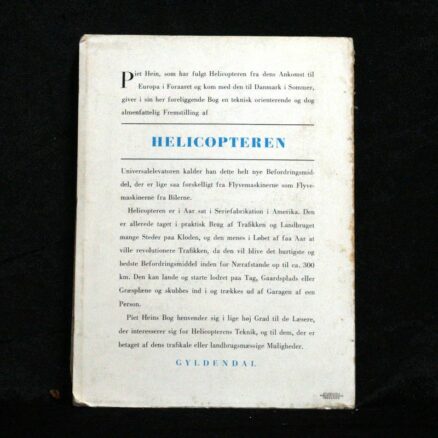 Piet Hein, som har fulgt Helicopteren fra dens Ankomst til
Europa i Foraaret og kom med den til Danmark i Sommer,
giver i sin her foreliggende Bog en teknisk orienterende og dog
almenfattelig Fremstilling af
HELICOPTEREN
Universalelevatoren kalder han dette helt nye Befordringsmid-
del, der er lige saa forskelligt fra Flyvemaskinerne som Flyve-
maskinerne fra Bilerne.
Helicopteren er i Aar sat i Seriefabrikation i Amerika. Den
er allerede taget i praktisk Brug af Trafikken og Landbruget
mange Steder paa Kloden, og den menes i Løbet af faa Aar at
ville revolutionere Trafikken, da den vil blive det hurtigste og
bedste Befordringsmiddel inden for Nærafstande op til ca. 300
km. Den kan lande og starte lodret paa Tag, Gaardsplads eller
Græsplæne og skubbes ind i og trækkes ud af Garagen af een
Person.
Piet Heins Bog henvender sig i lige høj Grad til de Læsere,
der interesserer sig for Helicopterens Teknik, og til dem, der er
betaget af dens trafikale eller landbrugsmæssige Muligheder.
GYLDENDAL